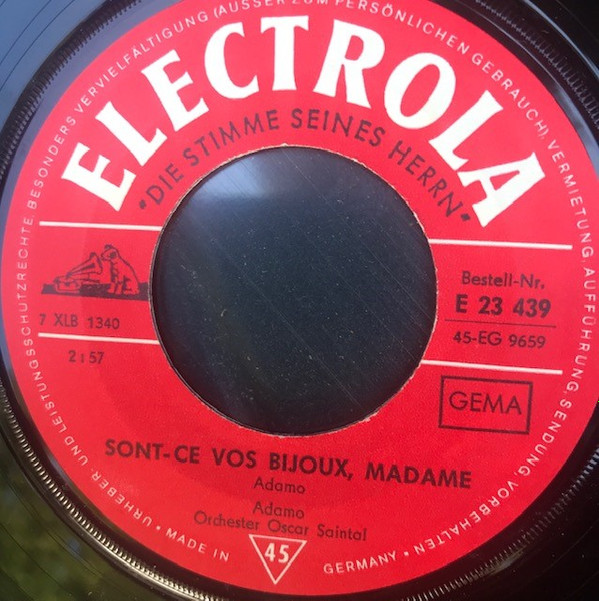 ELECTROLA
"DIE STIMME SEINES HERRN"
Bestell-Nr.
E 23 439
45-EG 9659
7 XLB 1340
2:57
GEMA
SONT-CE VOS BIJOUX, MADAME
Adamo
Adamo
Orchester Oscar Saintal
45
MADE IN GERMANY • URHEBER- UND LEISTUNGSSCHUTZRECHTE, BESONDERS VERVIELFÄLTIGUNG (AUSSER ZUM PERSÖNLICHEN GEBRAUCH), VERMIETUNG, AUFFÜHRUNG, SENDUNG, VORBEHALTEN •